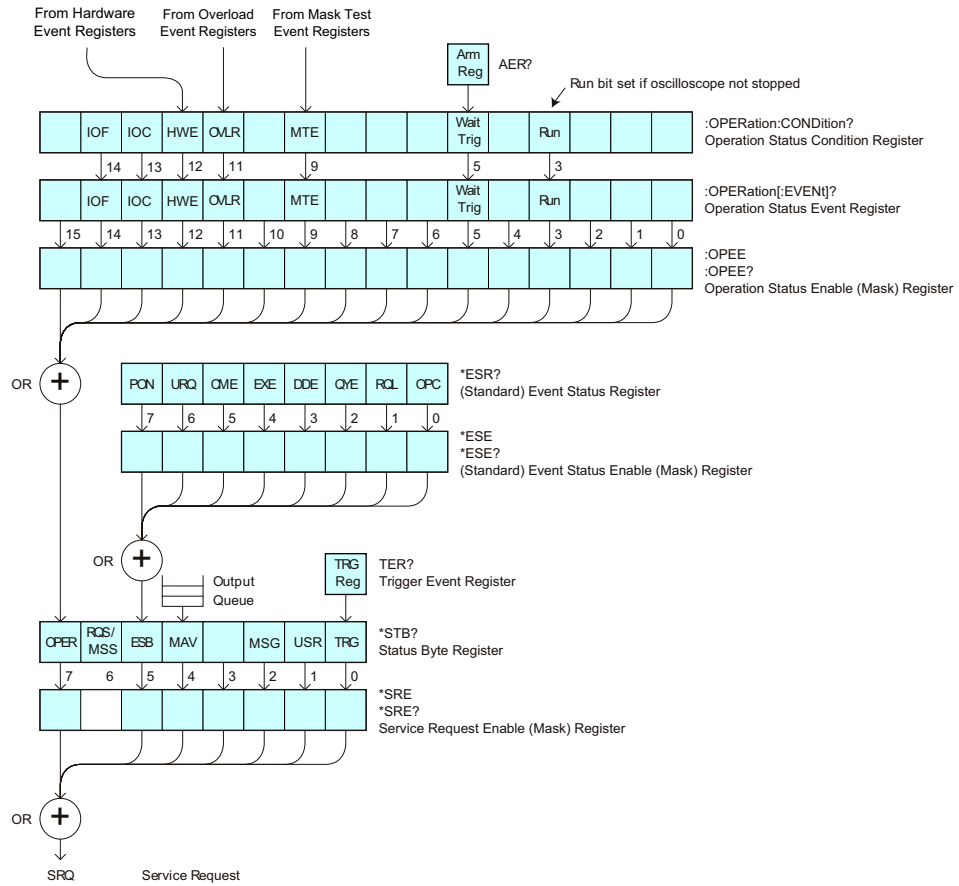 From Hardware
Event Registers
From Overload
Event Registers
From Mask Test
Event Registers
Arm
Reg
AER?
Run bit set if oscilloscope not stopped
IOF IOC HWE OVLR MTE Wait Trig Run
:OPERation:CONDition?
Operation Status Condition Register
14 13 12 11 9 5 3
IOF IOC HWE OVLR MTE Wait Trig Run
:OPERation[:EVENt]?
Operation Status Event Register
15 14 13 12 11 10 9 8 7 6 5 4 3 2 1 0
:OPEE
:OPEE?
Operation Status Enable (Mask) Register
OR +
PON URQ CME EXE DDE QYE RQL OPC
*ESR?
(Standard) Event Status Register
7 6 5 4 3 2 1 0
*ESE
*ESE?
(Standard) Event Status Enable (Mask) Register
OR +
Output
Queue
TRG
Reg
TER?
Trigger Event Register
OPER RQS/ MSS ESB MAV MSG USR TRG
*STB?
Status Byte Register
7 6 5 4 3 2 1 0
*SRE
*SRE?
Service Request Enable (Mask) Register
OR +
SRQ Service Request